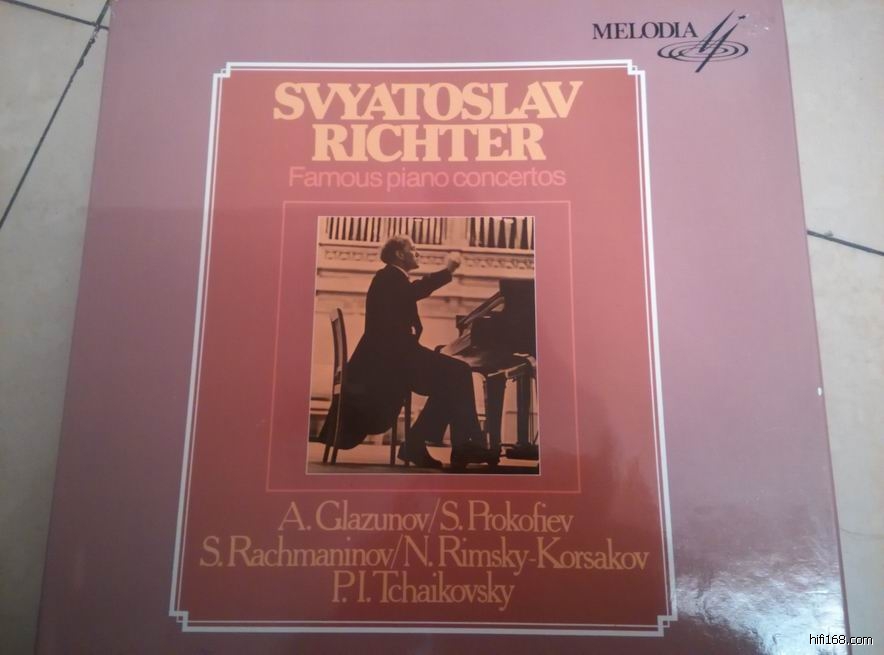 MELODIA
SVYATOSLAV
RICHTER
Famous piano concertos
A. Glazunov/S. Prokofiev
S. Rachmaninov/N. Rimsky-Korsakov
P. I. Tchaikovsky
hifi168.com